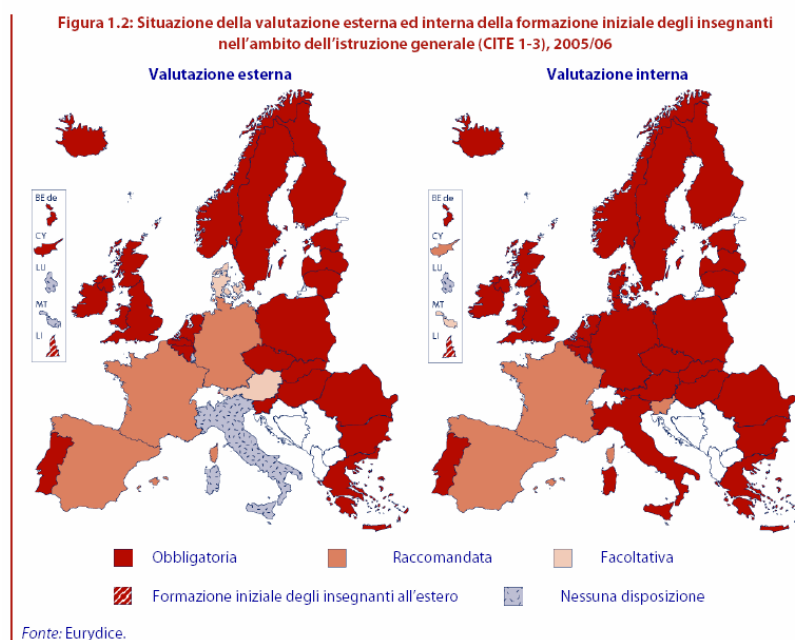 Figura 1.2: Situazione della valutazione esterna ed interna della formazione iniziale degli insegnanti
nell'ambito dell'istruzione generale (CITE 1-3), 2005/06
Valutazione esterna
Valutazione interna
BE de
CY
LU
MT
LI
BE de
CY
LU
MT
LI
Obbligatoria
Raccomandata
Facoltativa
Formazione iniziale degli insegnanti all'estero
Nessuna disposizione
Fonte: Eurydice.